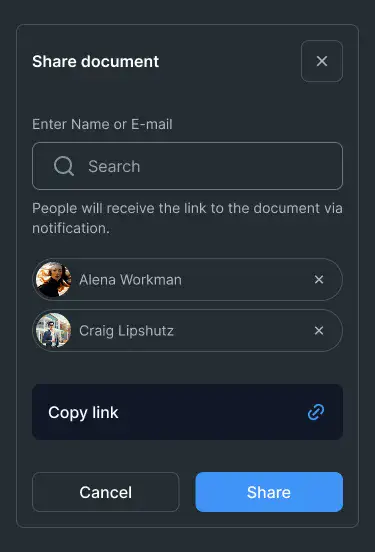 Share document
Enter Name or E-mail
Search
People will receive the link to the document via
notification.
Alena Workman
Craig Lipshutz
Copy link
Cancel
Share